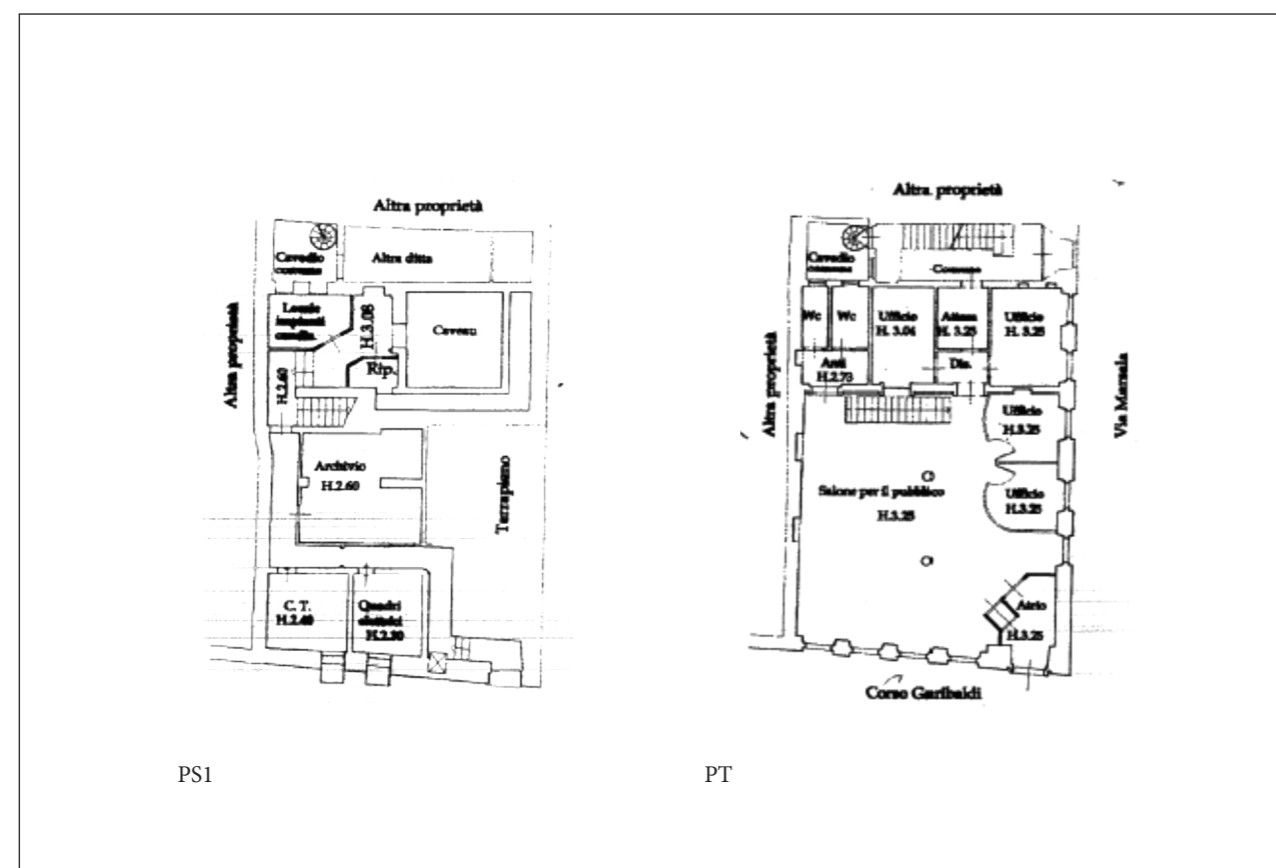 Altra proprietà
Cavedio
comune
Altra ditta
Locale
impianti
H.3.08
Caveau
Rip.
H.2.60
Altra proprietà
Archivio
H.2.60
Terrapieno
C. T.
H.2.40
Quadri
elettrici
H.2.30
PS1
Altra proprietà
Cavedio
comune
Comune
Wc
Wc
Ufficio
H. 3.04
Attesa
H. 3.25
Ufficio
H. 3.25
Anti
H.2.73
Dis.
Altra proprietà
Via Marsala
Ufficio
H.3.25
Salone per il pubblico
H.3.25
Ufficio
H.3.25
Atrio
H.3.25
Corso Garibaldi
PT